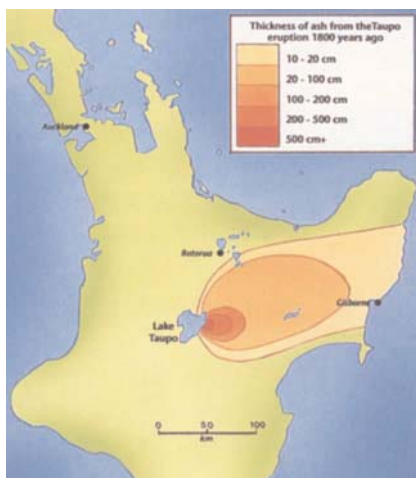 Thickness of ash from theTaupo
eruption 1800 years ago
10 - 20 cm
20 - 100 cm
100 - 200 cm
200 - 500 cm
500 cm+
Auckland
Rotorua
Gisborne
Lake
Taupo
0 50 100
km